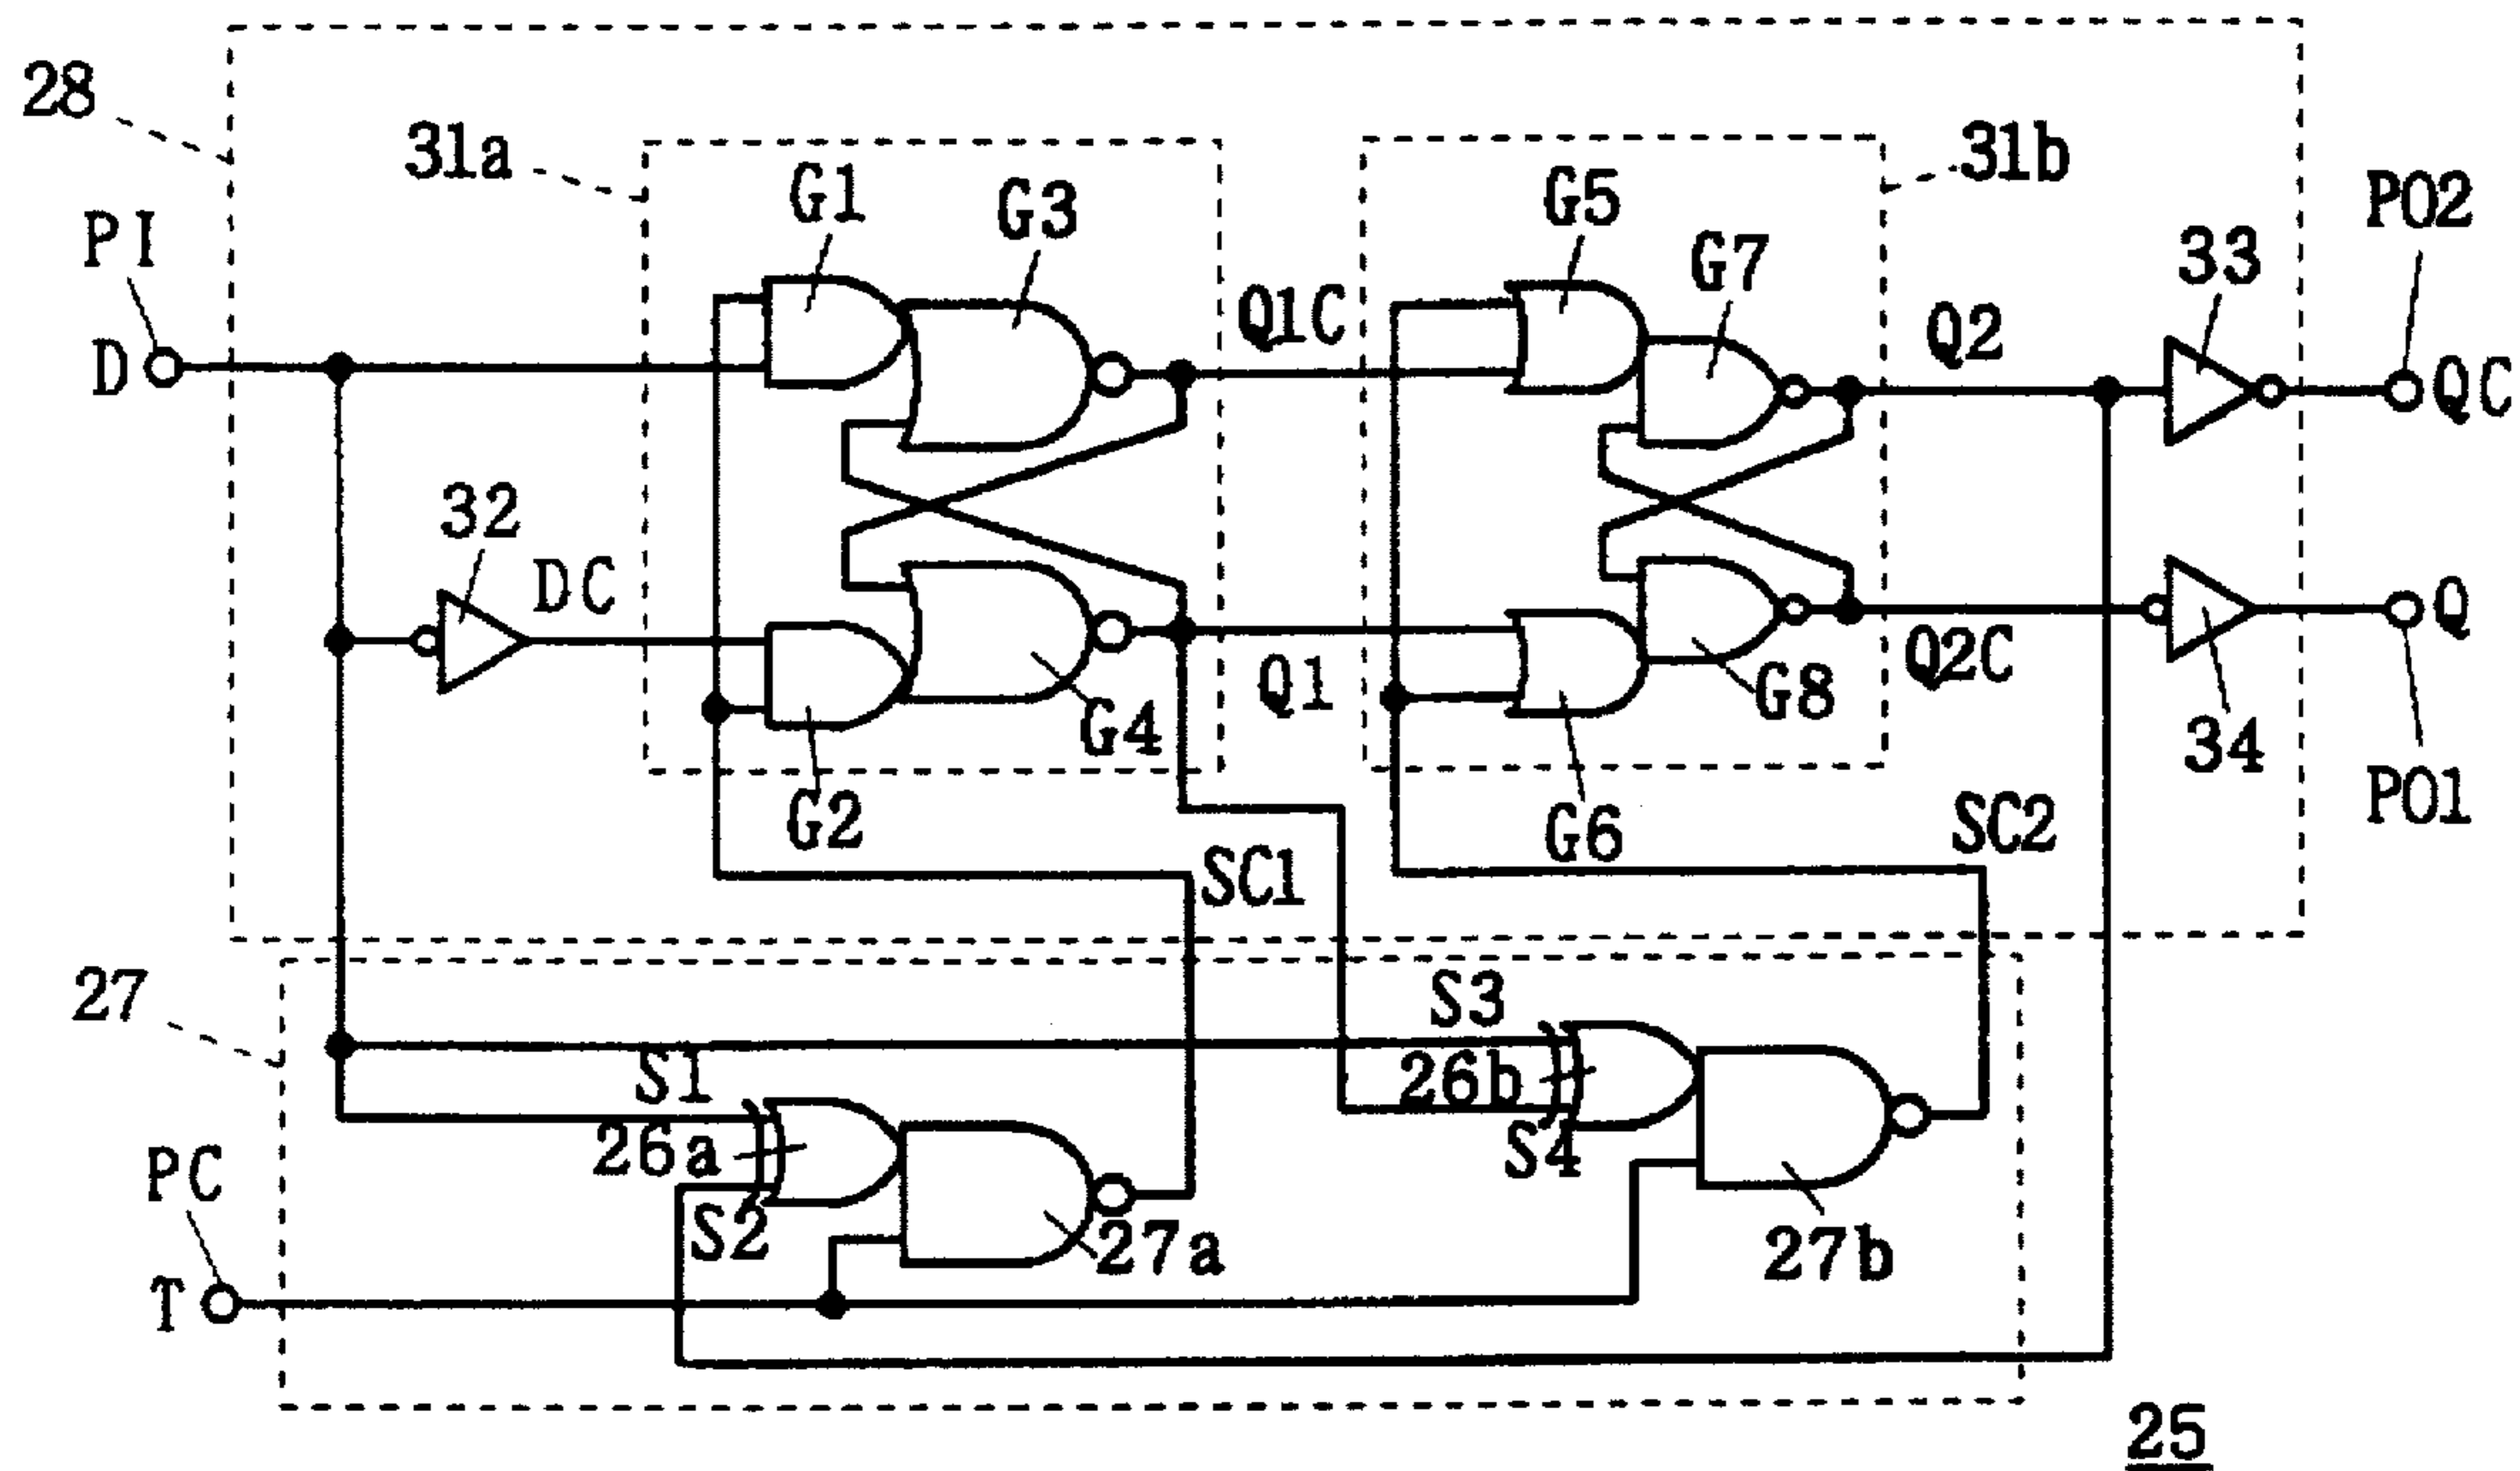 28
31a
G1
G3
G5
G7
31b
PO2
33
PI
D
Q1C
Q2
QC
32
DC
Q1
G4
G2
G8
Q2C
Q
34
PO1
G6
SC1
SC2
27
S1
26a
S2
S3
26b
S4
PC
T
27a
27b
25